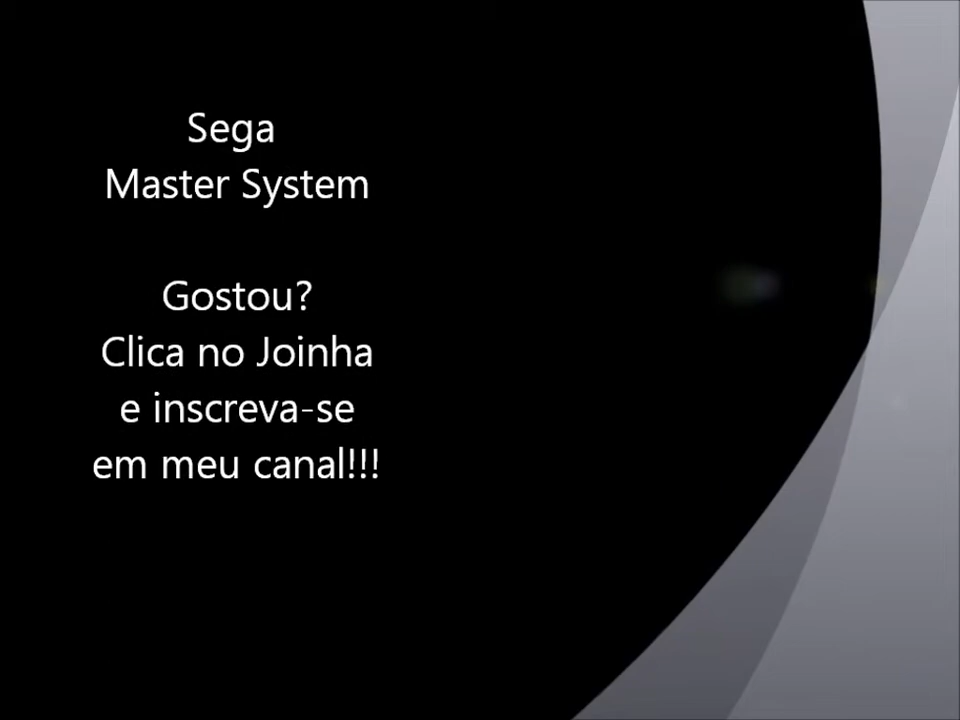 Sega
Master System
Gostou?
Clica no Joinha
e inscreva-se
em meu canal!!!